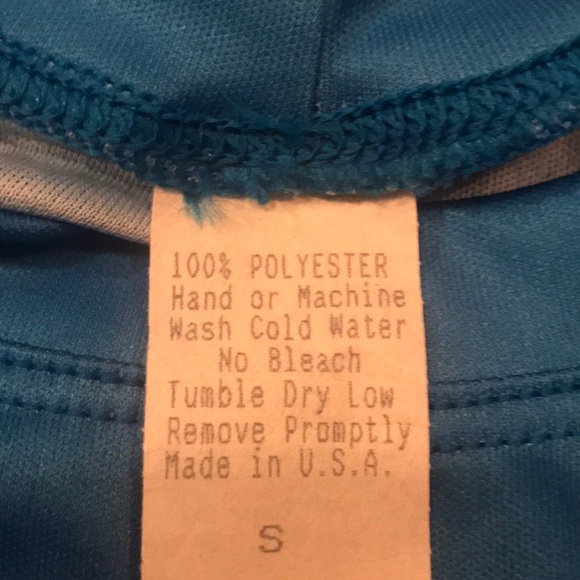 100% POLYESTER
Hand or Machine
Wash Cold Water
No Bleach
Tumble Dry Low
Remove Promptly
Made in U.S.A.
S